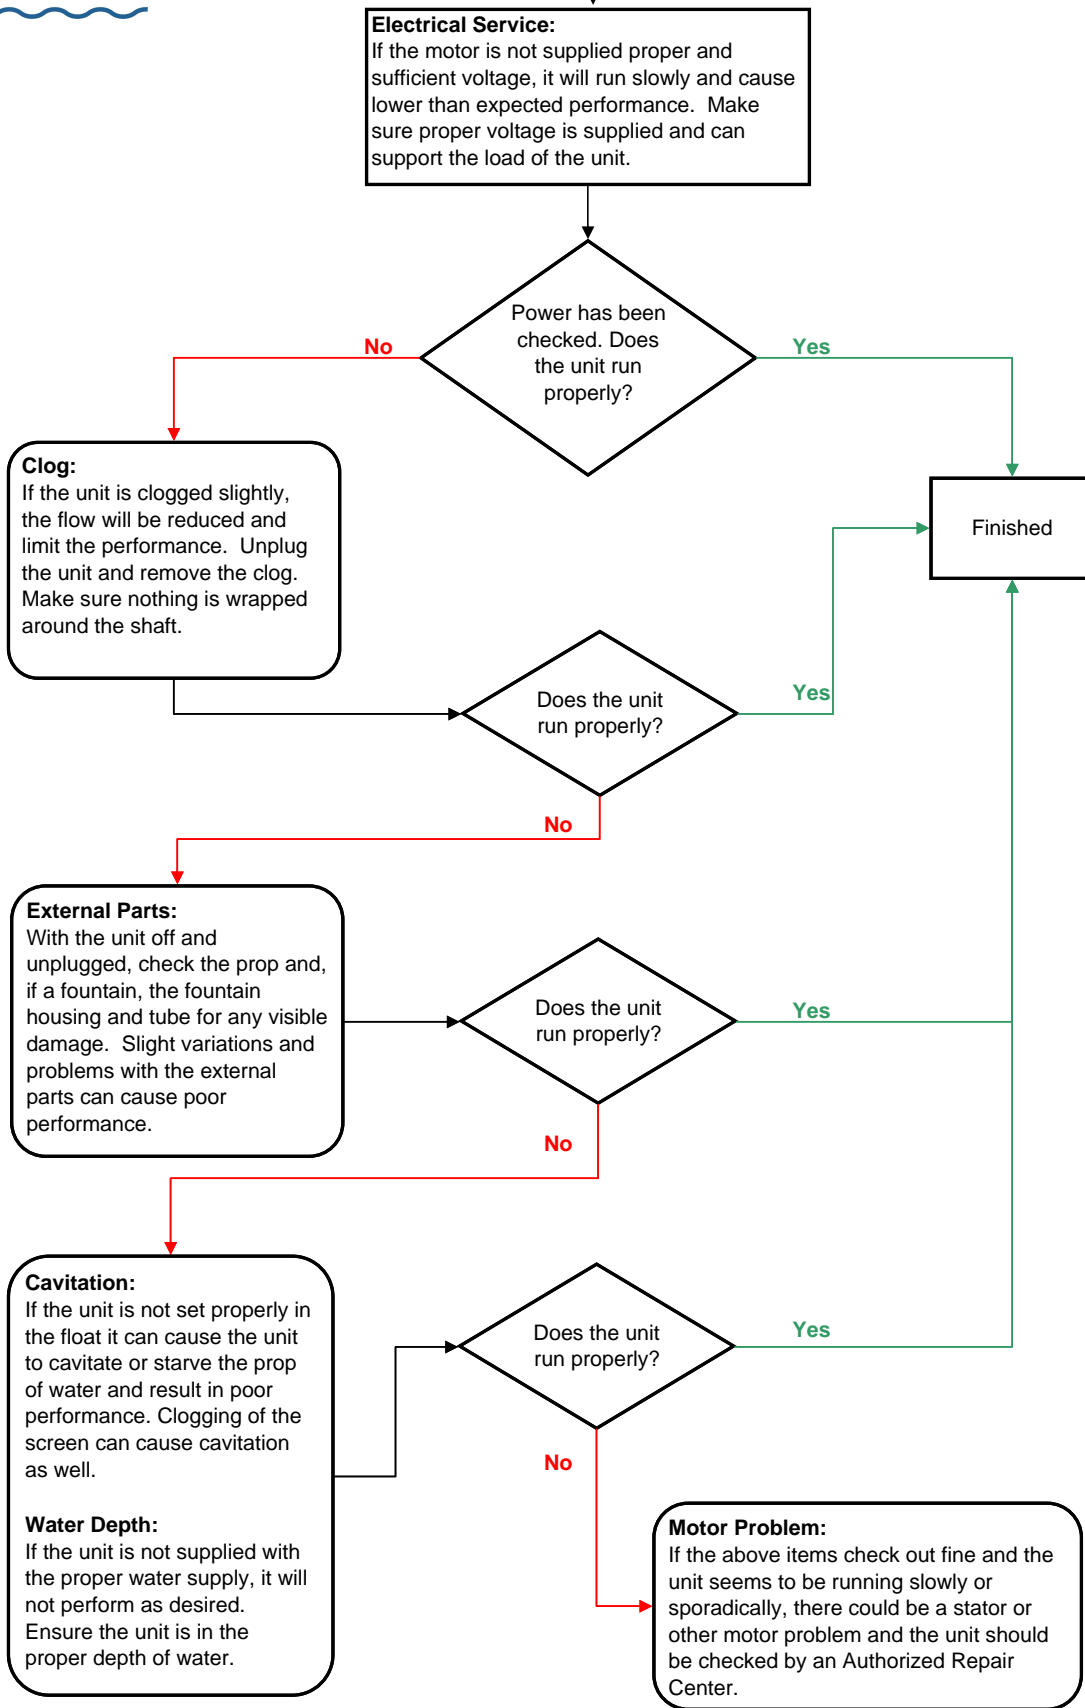 Electrical Service:
If the motor is not supplied proper and
sufficient voltage, it will run slowly and cause
lower than expected performance.  Make
sure proper voltage is supplied and can
support the load of the unit.
Power has been
checked. Does
the unit run
properly?
No
Yes
Clog:
If the unit is clogged slightly,
the flow will be reduced and
limit the performance.  Unplug
the unit and remove the clog.
Make sure nothing is wrapped
around the shaft.
Finished
Does the unit
run properly?
Yes
No
External Parts:
With the unit off and
unplugged, check the prop and,
if a fountain, the fountain
housing and tube for any visible
damage.  Slight variations and
problems with the external
parts can cause poor
performance.
Does the unit
run properly?
Yes
No
Cavitation:
If the unit is not set properly in
the float it can cause the unit
to cavitate or starve the prop
of water and result in poor
performance. Clogging of the
screen can cause cavitation
as well.
Water Depth:
If the unit is not supplied with
the proper water supply, it will
not perform as desired.
Ensure the unit is in the
proper depth of water.
Does the unit
run properly?
Yes
No
Motor Problem:
If the above items check out fine and the
unit seems to be running slowly or
sporadically, there could be a stator or
other motor problem and the unit should
be checked by an Authorized Repair
Center.